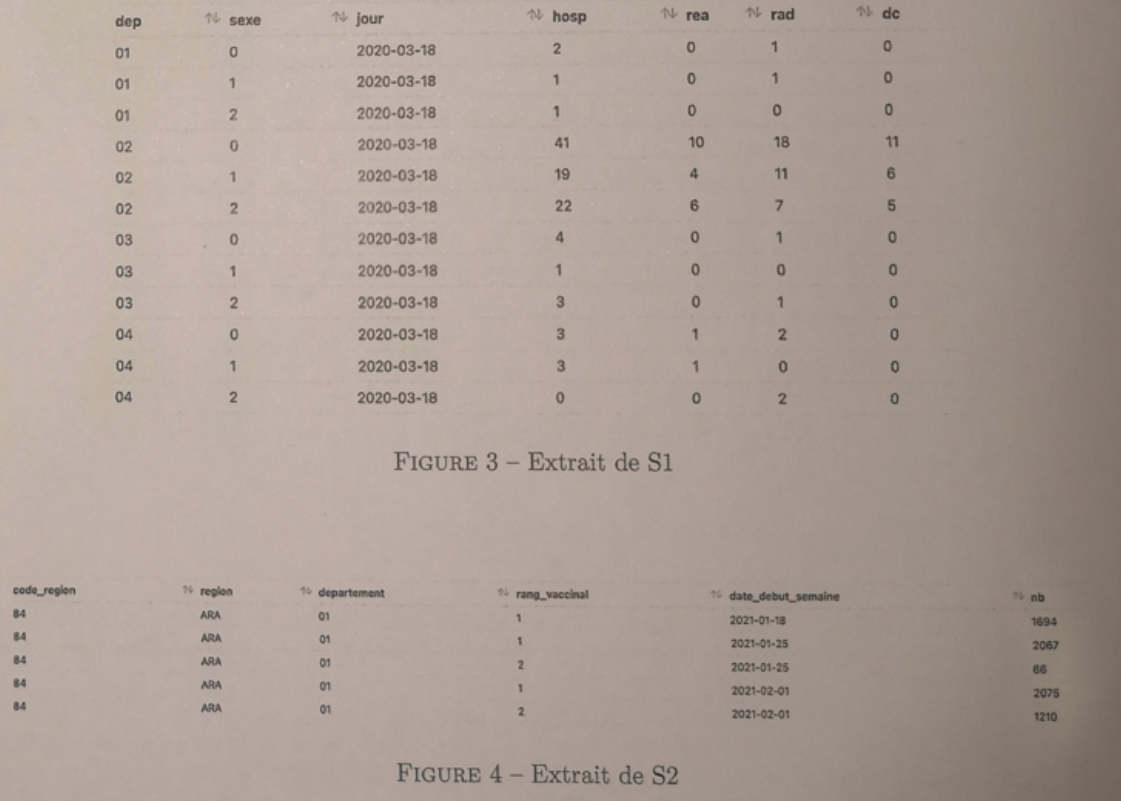 dep sexe jour hosp rea rad dc
01 0 2020-03-18 2 0 1 0
01 1 2020-03-18 1 0 1 0
01 2 2020-03-18 1 0 0 0
02 0 2020-03-18 41 10 18 11
02 1 2020-03-18 19 4 11 6
02 2 2020-03-18 22 6 7 5
03 0 2020-03-18 4 0 1 0
03 1 2020-03-18 1 0 0 0
03 2 2020-03-18 3 0 1 0
04 0 2020-03-18 3 1 2 0
04 1 2020-03-18 3 1 0 0
04 2 2020-03-18 0 0 2 0
FIGURE 3 – Extrait de S1
code_region region departement rang_vaccinal date_debut_semaine nb
84 ARA 01 1 2021-01-18 1694
84 ARA 01 1 2021-01-25 2067
84 ARA 01 2 2021-01-25 66
84 ARA 01 1 2021-02-01 2075
84 ARA 01 2 2021-02-01 1210
FIGURE 4 – Extrait de S2